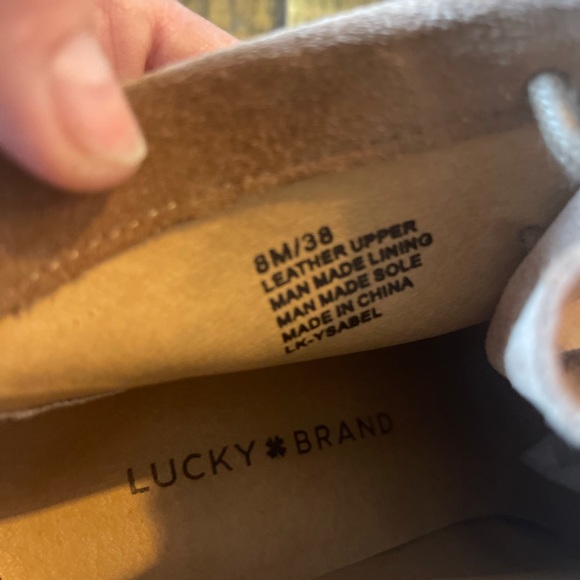 8M/38
LEATHER UPPER
MAN MADE LINING
MAN MADE SOLE
MADE IN CHINA
LK-YSABEL
LUCKY BRAND